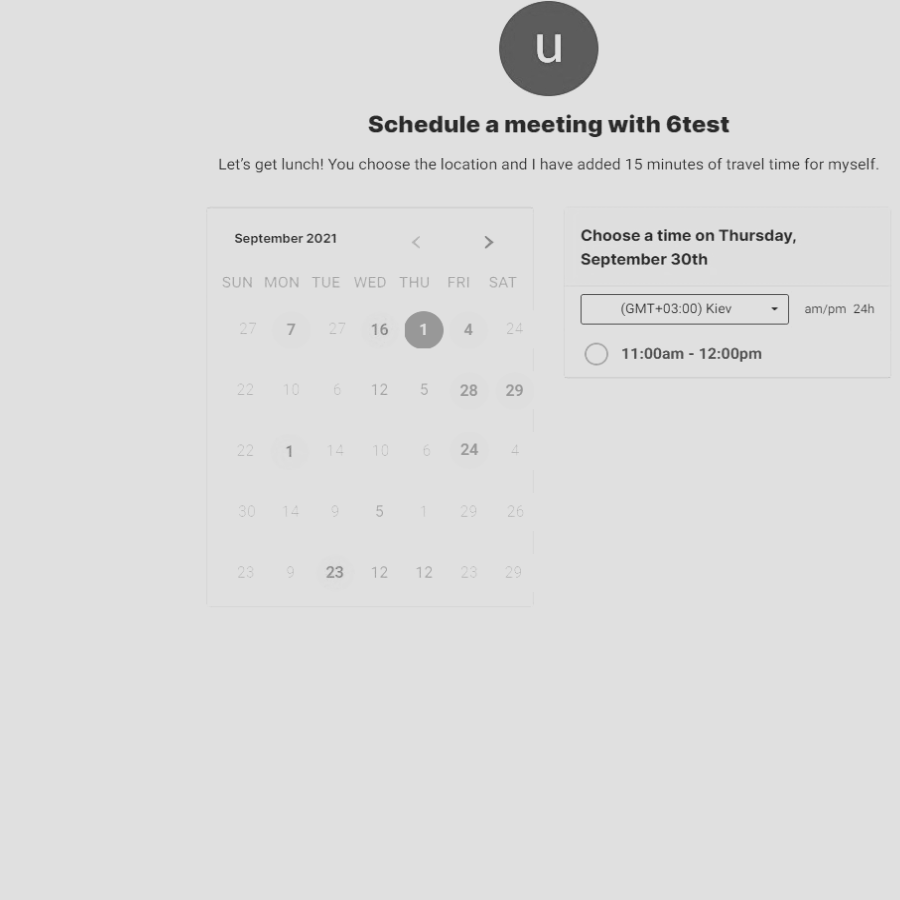 u
Schedule a meeting with 6test
Let's get lunch! You choose the location and I have added 15 minutes of travel time for myself.
September 2021
SUN MON TUE WED THU FRI SAT
27 7 27 16 1 4 24
22 10 6 12 5 28 29
22 1 14 10 6 24 4
30 14 9 5 1 29 26
23 9 23 12 12 23 29
Choose a time on Thursday,
September 30th
(GMT+03:00) Kiev am/pm 24h
11:00am - 12:00pm